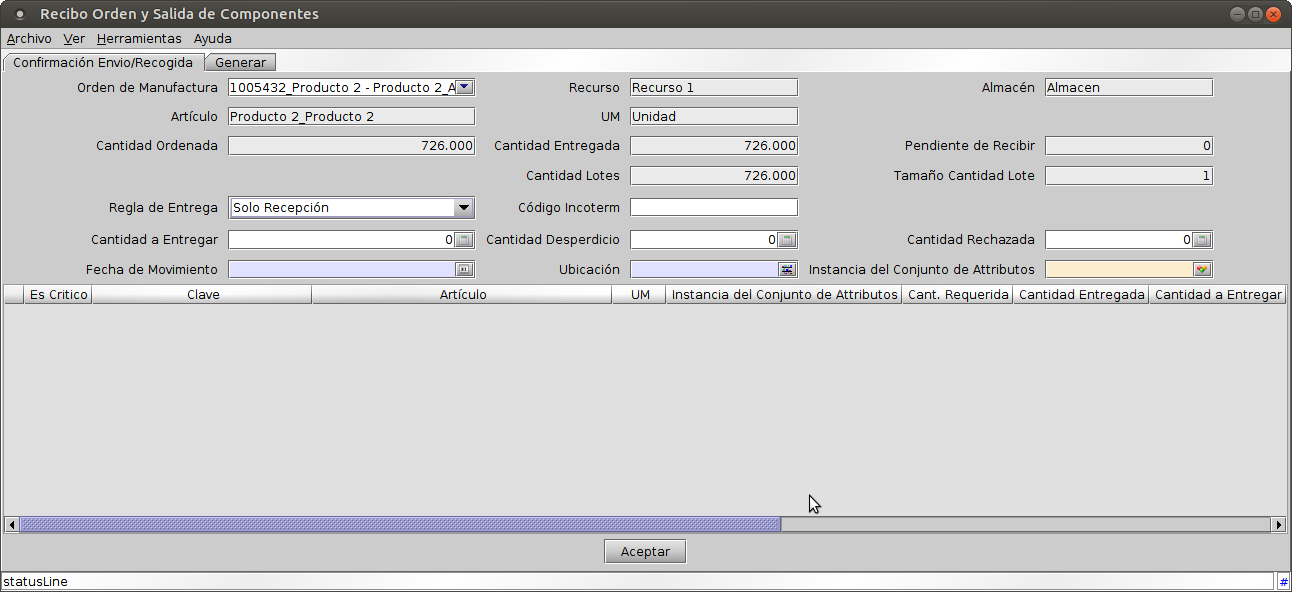 Recibo Orden y Salida de Componentes
Archivo Ver Herramientas Ayuda
Confirmación Envio/Recogida Generar
Orden de Manufactura 1005432_Producto 2 - Producto 2_A Recurso Recurso 1 Almacén Almacen
Artículo Producto 2_Producto 2 UM Unidad
Cantidad Ordenada 726.000 Cantidad Entregada 726.000 Pendiente de Recibir 0
Cantidad Lotes 726.000 Tamaño Cantidad Lote 1
Regla de Entrega Solo Recepción Código Incoterm
Cantidad a Entregar 0 Cantidad Desperdicio 0 Cantidad Rechazada 0
Fecha de Movimiento Ubicación Instancia del Conjunto de Attributos
Es Critico Clave Artículo UM Instancia del Conjunto de Attributos Cant. Requerida Cantidad Entregada Cantidad a Entregar
Aceptar
statusLine #